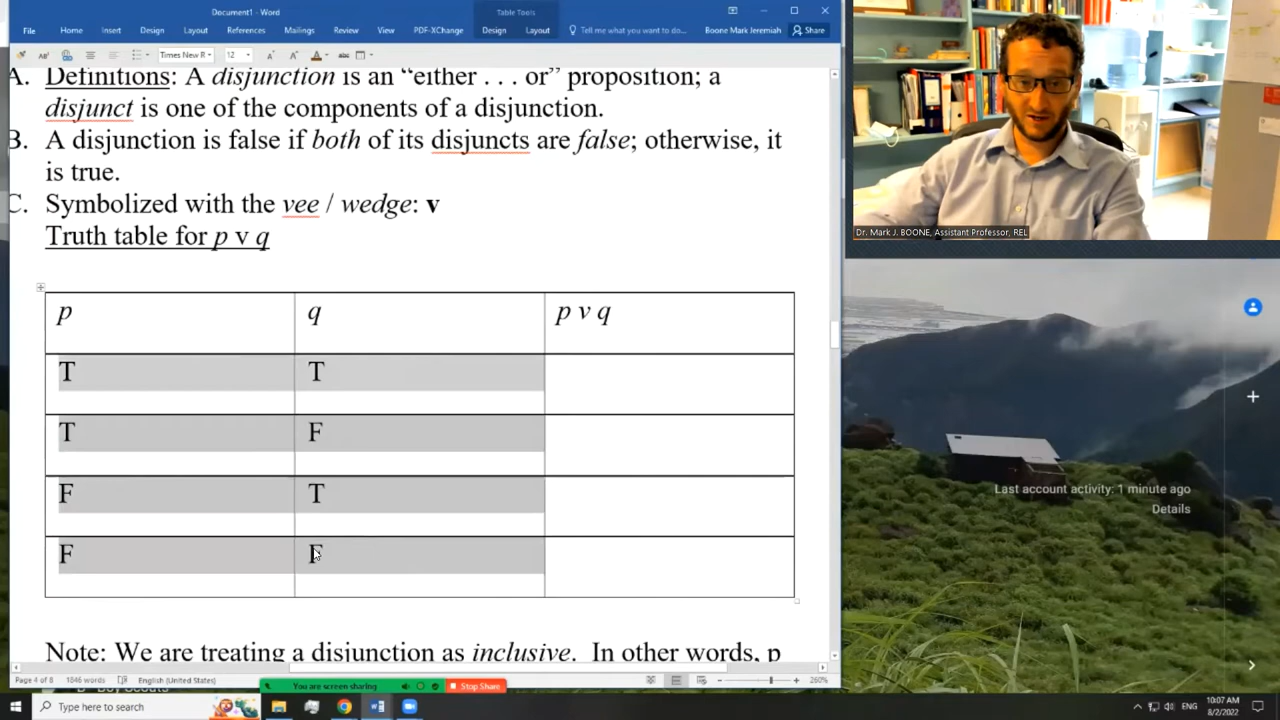 Document1 - Word
Table Tools
File Home Insert Design Layout References Mailings Review View PDF-XChange Design Layout Tell me what you want to do... Boone Mark Jeremiah Share
Times New R 12
A. Definitions: A disjunction is an “either . . . or” proposition; a
disjunct is one of the components of a disjunction.
B. A disjunction is false if both of its disjuncts are false; otherwise, it
is true.
C. Symbolized with the vee / wedge: v
Truth table for p v q
p q p v q
T T
T F
F T
F F
Note: We are treating a disjunction as inclusive. In other words, p
Page 4 of 8 1846 words English (United States) 260%
You are screen sharing Stop Share
Dr. Mark J. BOONE, Assistant Professor, REL
Last account activity: 1 minute ago
Details
Type here to search
ENG
10:07 AM
8/2/2022